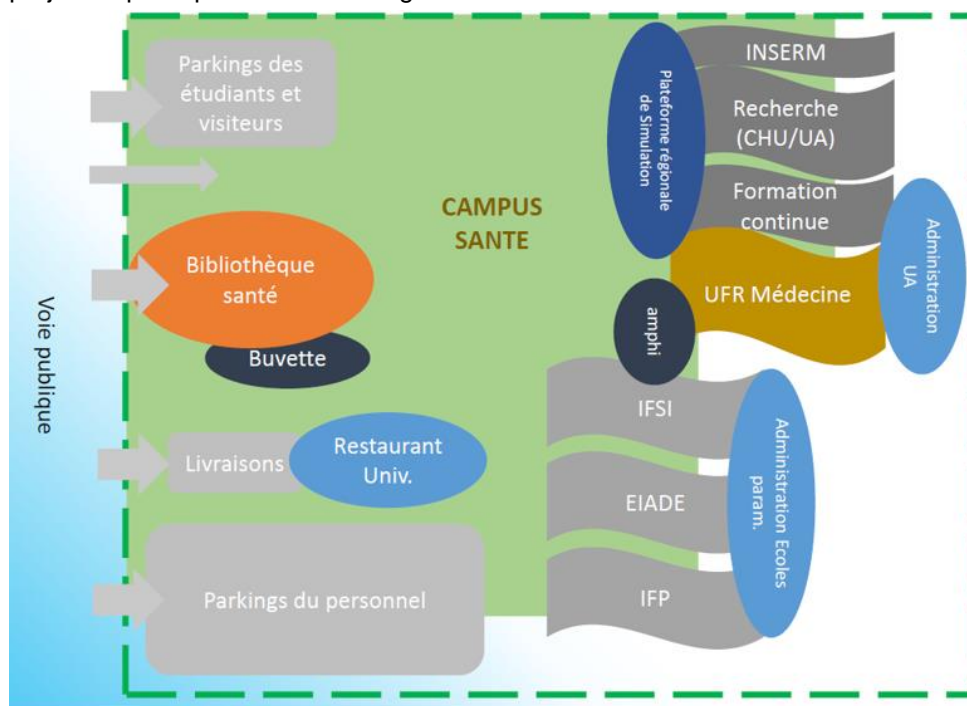 Parkings des
étudiants et
visiteurs
INSERM
Plateforme régionale
de Simulation
Recherche
(CHU/UA)
Formation
continue
CAMPUS
SANTE
Administration
UA
Bibliothèque
santé
UFR Médecine
Voie publique
amphi
Buvette
IFSI
Livraisons
Restaurant
Univ.
Administration Ecoles
param.
EIADE
Parkings du personnel
IFP